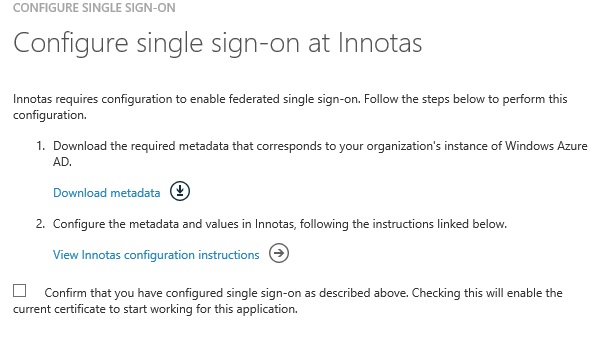 CONFIGURE SINGLE SIGN-ON
Configure single sign-on at Innotas
Innotas requires configuration to enable federated single sign-on. Follow the steps below to perform this
configuration.
1. Download the required metadata that corresponds to your organization's instance of Windows Azure
AD.
Download metadata
2. Configure the metadata and values in Innotas, following the instructions linked below.
View Innotas configuration instructions
Confirm that you have configured single sign-on as described above. Checking this will enable the
current certificate to start working for this application.